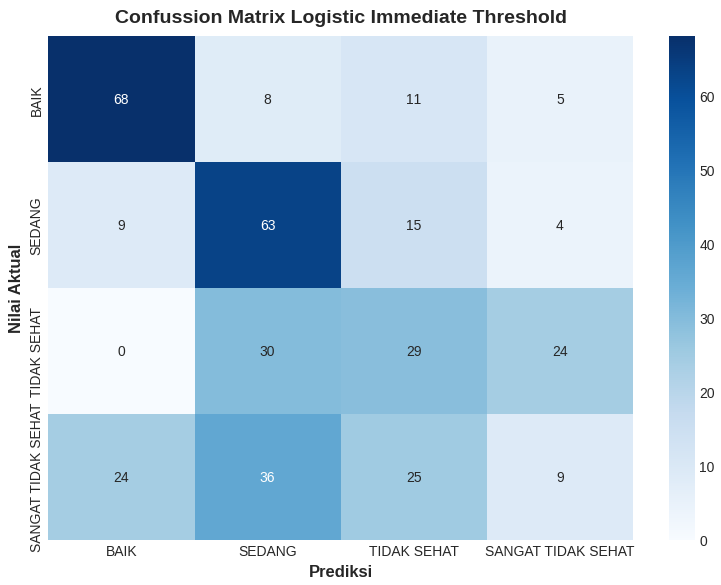 Confussion Matrix Logistic Immediate Threshold
Nilai Aktual
BAIK
68 8 11 5
SEDANG
9 63 15 4
TIDAK SEHAT
0 30 29 24
SANGAT TIDAK SEHAT
24 36 25 9
BAIK SEDANG TIDAK SEHAT SANGAT TIDAK SEHAT
Prediksi
60
50
40
30
20
10
0